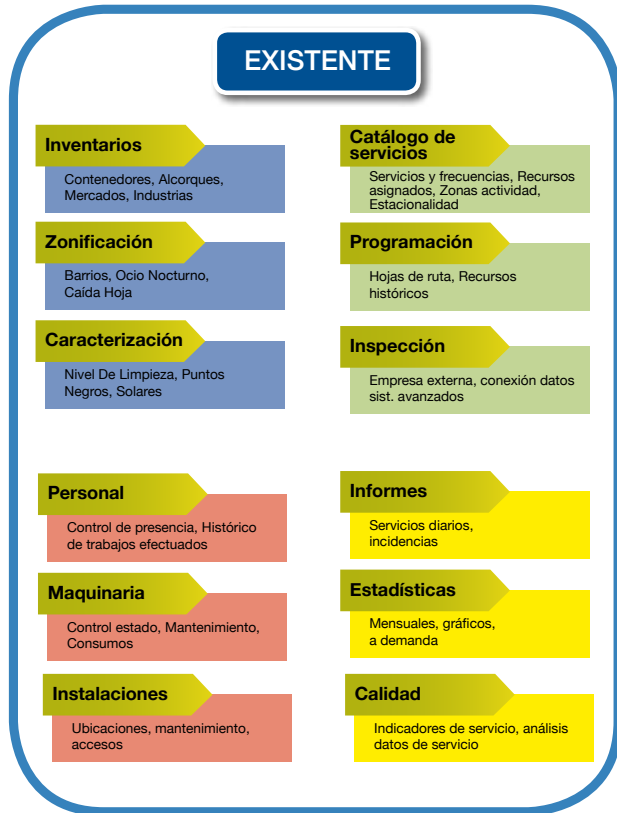 EXISTENTE
Inventarios
Contenedores, Alcorques,
Mercados, Industrias
Zonificación
Barrios, Ocio Nocturno,
Caída Hoja
Caracterización
Nivel De Limpieza, Puntos
Negros, Solares
Catálogo de
servicios
Servicios y frecuencias, Recursos
asignados, Zonas actividad,
Estacionalidad
Programación
Hojas de ruta, Recursos
históricos
Inspección
Empresa externa, conexión datos
sist. avanzados
Personal
Control de presencia, Histórico
de trabajos efectuados
Maquinaria
Control estado, Mantenimiento,
Consumos
Instalaciones
Ubicaciones, mantenimiento,
accesos
Informes
Servicios diarios,
incidencias
Estadísticas
Mensuales, gráficos,
a demanda
Calidad
Indicadores de servicio, análisis
datos de servicio